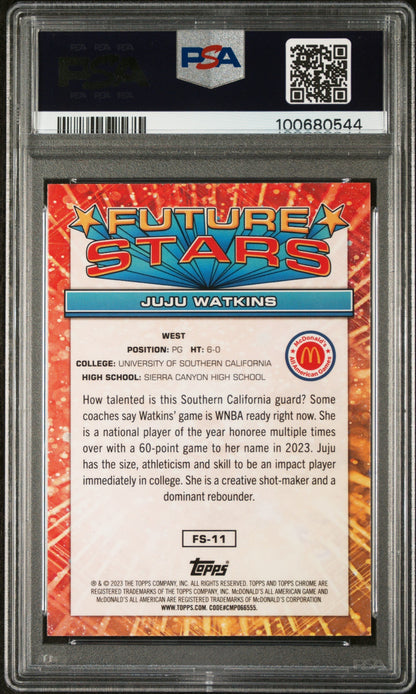 PSA
100680544
FUTURE
STARS
JUJU WATKINS
WEST
POSITION: PG HT: 6-0
COLLEGE: UNIVERSITY OF SOUTHERN CALIFORNIA
HIGH SCHOOL: SIERRA CANYON HIGH SCHOOL
McDonald's
All American Games
How talented is this Southern California guard? Some
coaches say Watkins' game is WNBA ready right now. She
is a national player of the year honoree multiple times
over with a 60-point game to her name in 2023. Juju
has the size, athleticism and skill to be an impact player
immediately in college. She is a creative shot-maker and a
dominant rebounder.
FS-11
Topps
® & © 2023 THE TOPPS COMPANY, INC. ALL RIGHTS RESERVED. TOPPS AND TOPPS CHROME ARE
REGISTERED TRADEMARKS OF THE TOPPS COMPANY, INC. McDONALD'S ALL AMERICAN GAME AND
McDONALD'S ALL AMERICAN ARE REGISTERED TRADEMARKS OF McDONALD'S CORPORATION.
WWW.TOPPS.COM. CODE#CMP066555.
PSA